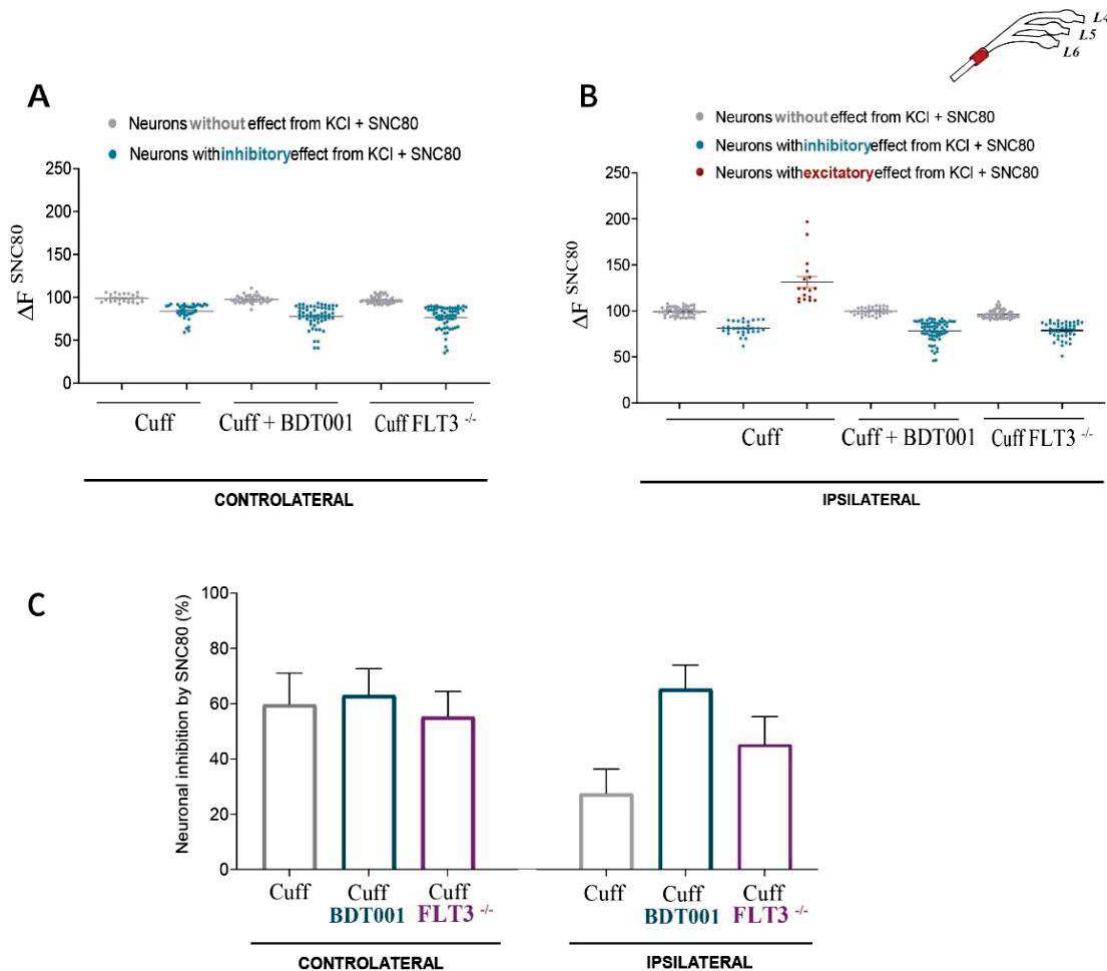 L4
L5
L6
A
Neurons without effect from KCl + SNC80
Neurons with inhibitory effect from KCl + SNC80
250
200
150
100
50
0
ΔF SNC80
Cuff
Cuff + BDT001
Cuff FLT3 -/-
CONTROLATERAL
B
Neurons without effect from KCl + SNC80
Neurons with inhibitory effect from KCl + SNC80
Neurons with excitatory effect from KCl + SNC80
250
200
150
100
50
0
ΔF SNC80
Cuff
Cuff + BDT001
Cuff FLT3 -/-
IPSILATERAL
C
Neuronal inhibition by SNC80 (%)
100
80
60
40
20
0
Cuff
Cuff
BDT001
Cuff
FLT3 -/-
CONTROLATERAL
Cuff
Cuff
BDT001
Cuff
FLT3 -/-
IPSILATERAL